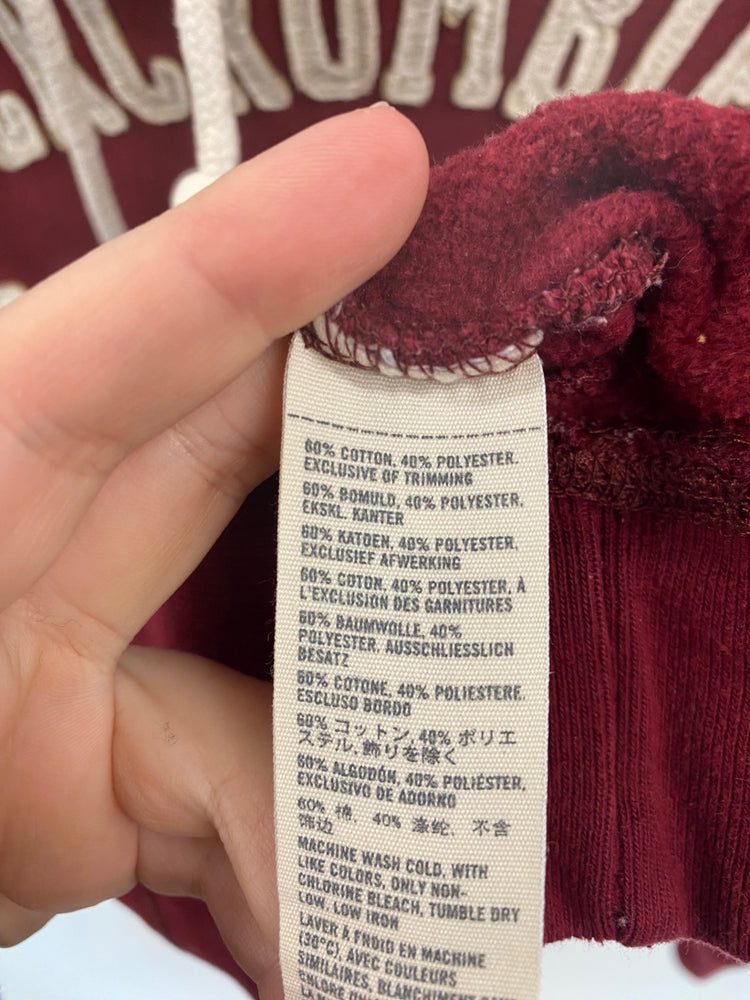 CROMBI
60% COTTON, 40% POLYESTER.
EXCLUSIVE OF TRIMMING
60% BOMULD, 40% POLYESTER,
EKSKL. KANTER
60% KATOEN, 40% POLYESTER,
EXCLUSIEF AFWERKING
60% COTON, 40% POLYESTER, À
L'EXCLUSION DES GARNITURES
60% BAUMWOLLE, 40%
POLYESTER, AUSSCHLIESSLICH
BESATZ
60% COTONE, 40% POLIESTERE,
ESCLUSO BORDO
60% コットン, 40% ポリエ
ステル, 飾りを除く
60% ALGODÓN, 40% POLIÉSTER,
EXCLUSIVO DE ADORNO
60% 棉, 40% 涤纶, 不含
饰边
MACHINE WASH COLD, WITH
LIKE COLORS, ONLY NON-
CHLORINE BLEACH, TUMBLE DRY
LOW, LOW IRON
LAVER À FROID EN MACHINE
(30°C), AVEC COULEURS
SIMILAIRES, BLANCHIMENT SANS